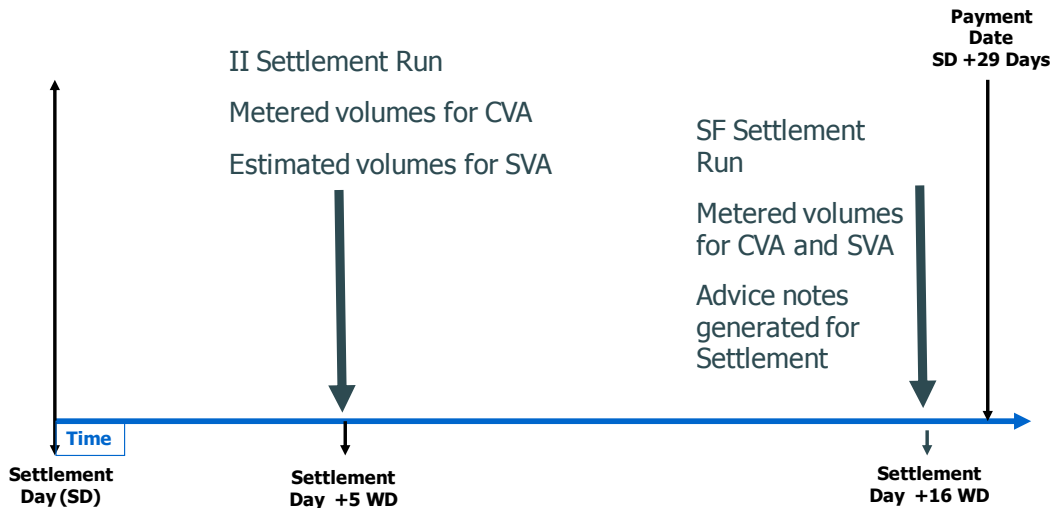 Payment
Date
SD +29 Days
II Settlement Run
Metered volumes for CVA
Estimated volumes for SVA
SF Settlement
Run
Metered volumes
for CVA and SVA
Advice notes
generated for
Settlement
Time
Settlement
Day (SD)
Settlement
Day +5 WD
Settlement
Day +16 WD